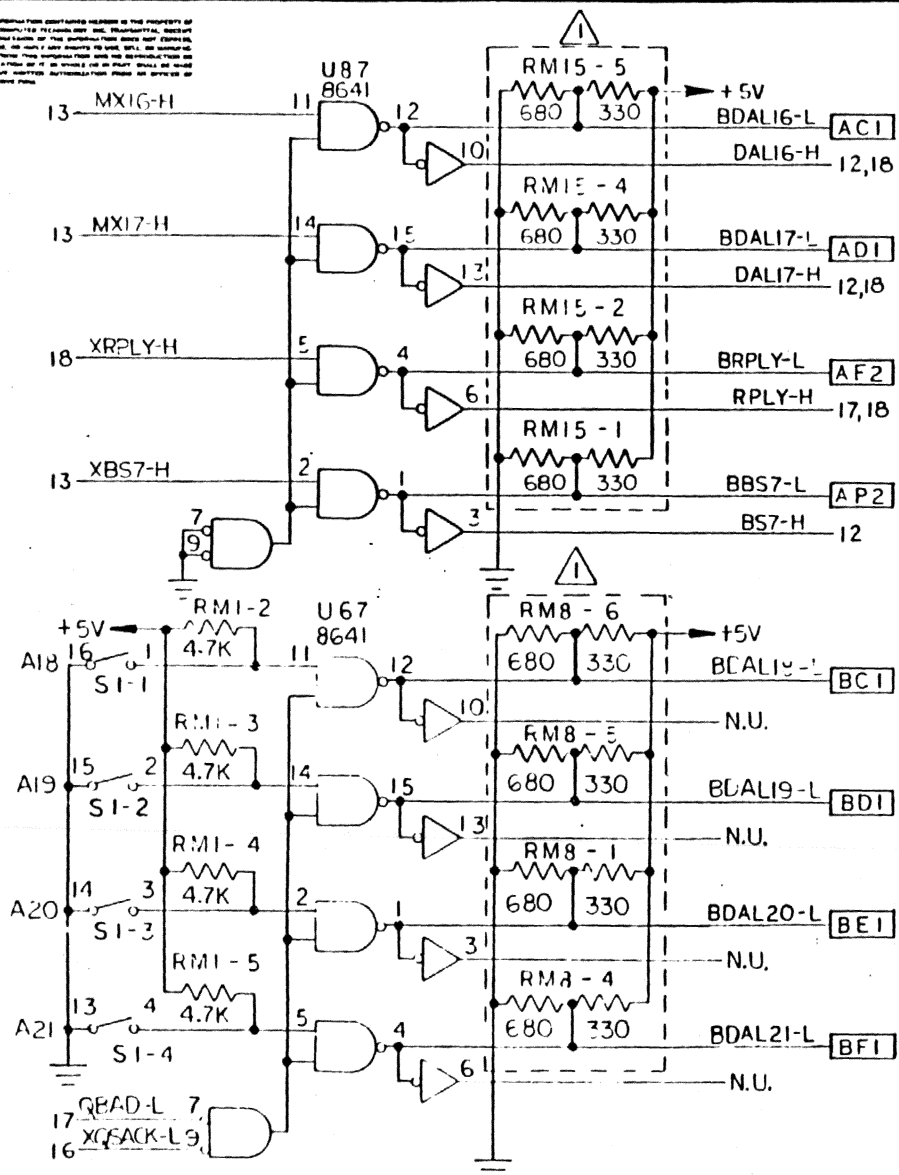 U87
8641
RM15-5
680 330
+5V
13 MX16-H 11 12
BDAL16-L AC1
10 DAL16-H 12,18
RM15-4
680 330
13 MX17-H 14 15
BDAL17-L AD1
13 DAL17-H 12,18
RM15-2
680 330
18 XRPLY-H 5 4
BRPLY-L AF2
6 RPLY-H 17,18
RM15-1
680 330
13 XBS7-H 2 1
BBS7-L AP2
3 BS7-H 12
7
9
1
1
RM1-2
+5V
4.7K
U67
8641
RM8-6
680 330
+5V
A18 16 1 11 12
S1-1
BC1
10 N.U.
RM1-3
4.7K
RM8-5
680 330
A19 15 2 14 15
S1-2
BDAL19-L BD1
13 N.U.
RM1-4
4.7K
RM8-1
680 330
A20 14 3 2 1
S1-3
BDAL20-L BE1
3 N.U.
RM1-5
4.7K
RM8-4
680 330
A21 13 4 5 4
S1-4
BDAL21-L BF1
6 N.U.
17 QBAD-L 7
16 XQSACK-L 9